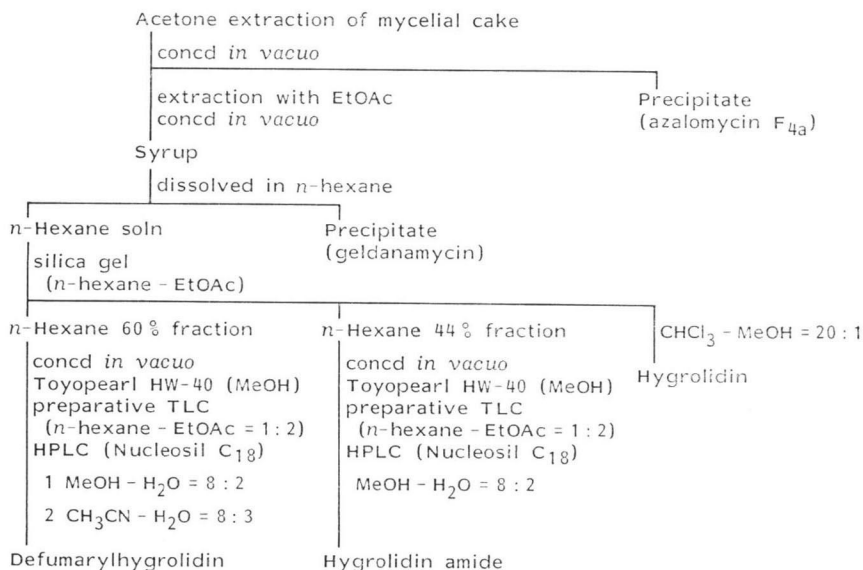 Acetone extraction of mycelial cake
concd in vacuo
extraction with EtOAc
concd in vacuo
Precipitate
(azalomycin F4a)
Syrup
dissolved in n-hexane
n-Hexane soln
Precipitate
(geldanamycin)
silica gel
(n-hexane - EtOAc)
n-Hexane 60% fraction
concd in vacuo
Toyopearl HW-40 (MeOH)
preparative TLC
(n-hexane - EtOAc = 1 : 2)
HPLC (Nucleosil C18)
1 MeOH - H2O = 8 : 2
2 CH3CN - H2O = 8 : 3
Defumarylhygrolidin
n-Hexane 44% fraction
concd in vacuo
Toyopearl HW-40 (MeOH)
preparative TLC
(n-hexane - EtOAc = 1 : 2)
HPLC (Nucleosil C18)
MeOH - H2O = 8 : 2
Hygrolidin amide
CHCl3 - MeOH = 20 : 1
Hygrolidin